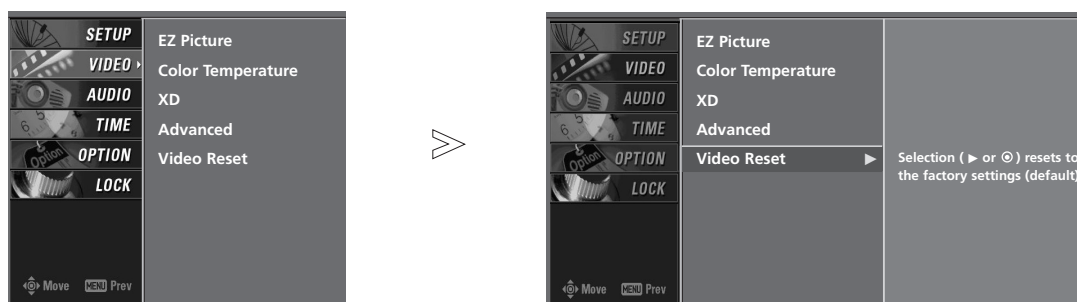 SETUP
VIDEO
AUDIO
TIME
OPTION
LOCK
EZ Picture
Color Temperature
XD
Advanced
Video Reset
Move MENU Prev
SETUP
VIDEO
AUDIO
TIME
OPTION
LOCK
EZ Picture
Color Temperature
XD
Advanced
Video Reset ▶
Selection ( ▶ or ⊙ ) resets to
the factory settings (default)
Move MENU Prev